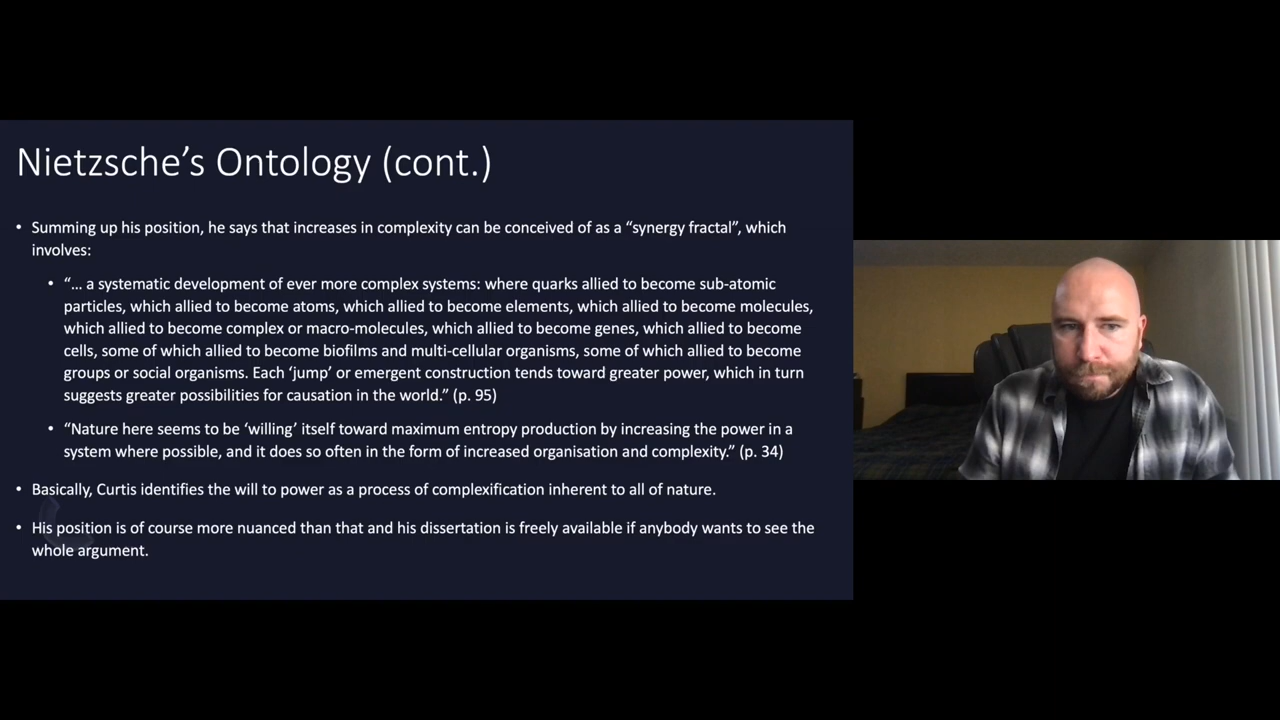 Nietzsche’s Ontology (cont.)
• Summing up his position, he says that increases in complexity can be conceived of as a “synergy fractal”, which
involves:
• “... a systematic development of ever more complex systems: where quarks allied to become sub-atomic
particles, which allied to become atoms, which allied to become elements, which allied to become molecules,
which allied to become complex or macro-molecules, which allied to become genes, which allied to become
cells, some of which allied to become biofilms and multi-cellular organisms, some of which allied to become
groups or social organisms. Each ‘jump’ or emergent construction tends toward greater power, which in turn
suggests greater possibilities for causation in the world.” (p. 95)
• “Nature here seems to be ‘willing’ itself toward maximum entropy production by increasing the power in a
system where possible, and it does so often in the form of increased organisation and complexity.” (p. 34)
• Basically, Curtis identifies the will to power as a process of complexification inherent to all of nature.
• His position is of course more nuanced than that and his dissertation is freely available if anybody wants to see the
whole argument.